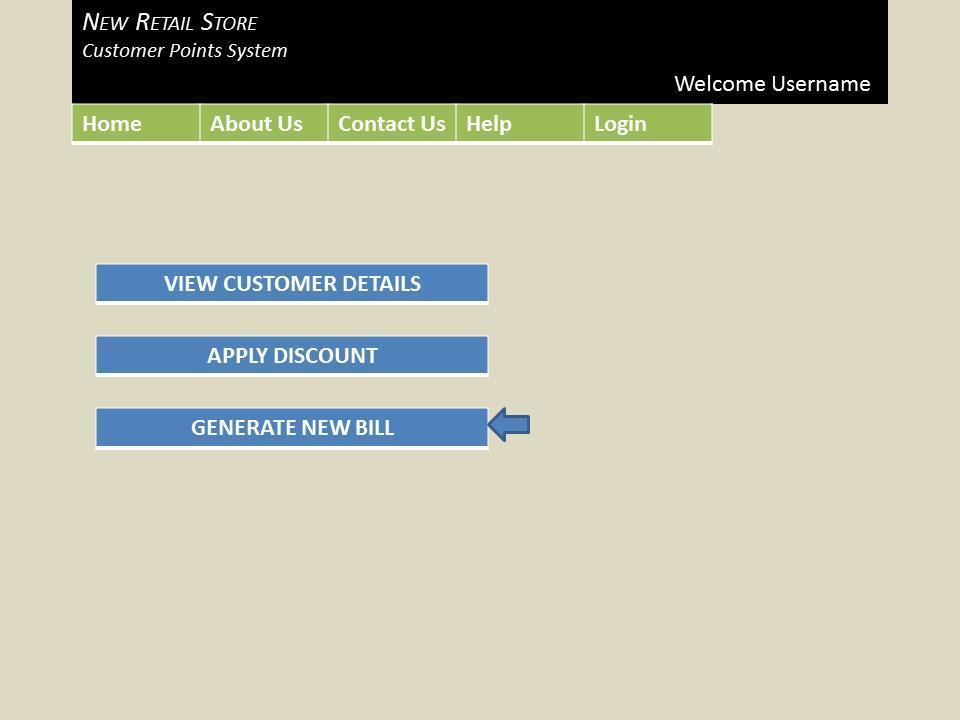 New Retail Store
Customer Points System
Welcome Username
Home About Us Contact Us Help Login
VIEW CUSTOMER DETAILS
APPLY DISCOUNT
GENERATE NEW BILL